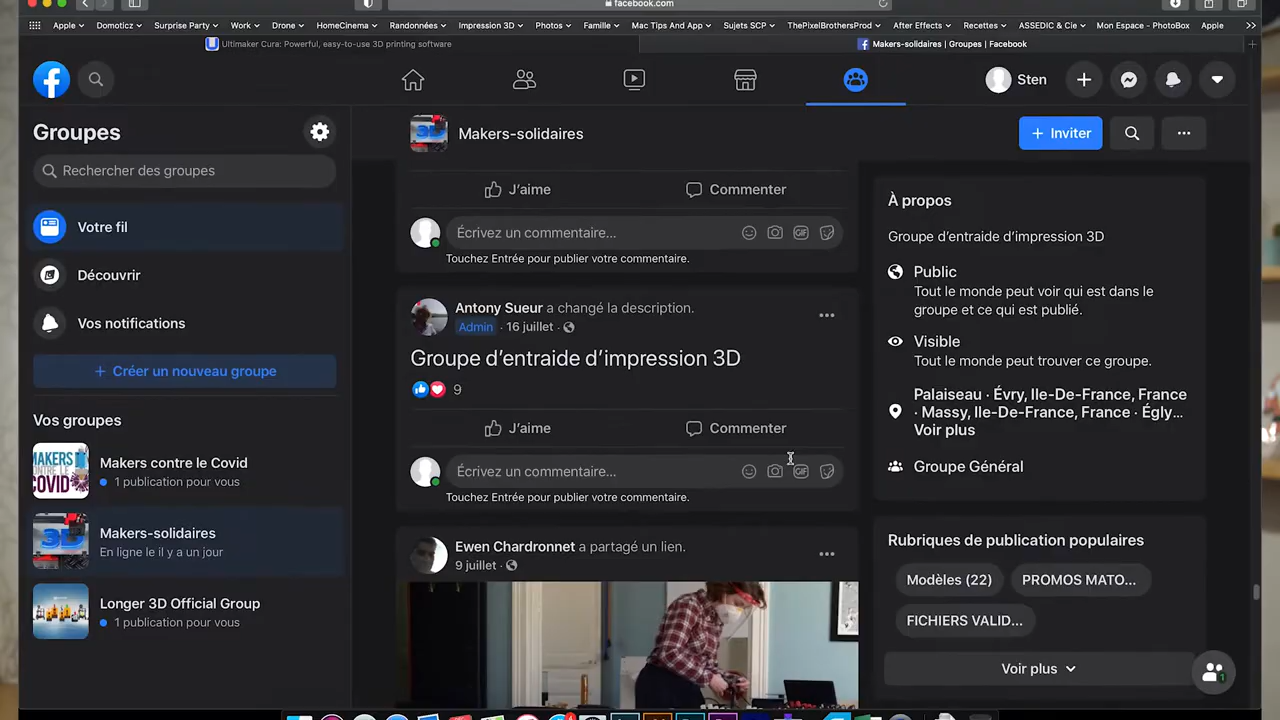 facebook.com
Apple
Domoticz
Surprise Party
Work
Drone
HomeCinema
Randonnées
Impression 3D
Photos
Famille
Mac Tips And App
Sujets SCP
ThePixelBrothersProd
After Effects
Recettes
ASSEDIC & Cie
Mon Espace - PhotoBox
Apple
Ultimaker Cura: Powerful, easy-to-use 3D printing software
Makers-solidaires | Groupes | Facebook
Sten
Groupes
Rechercher des groupes
Votre fil
Découvrir
Vos notifications
+ Créer un nouveau groupe
Vos groupes
MAKERS
COVID
Makers contre le Covid
1 publication pour vous
3D
Makers-solidaires
En ligne le il y a un jour
Longer 3D Official Group
1 publication pour vous
3D
Makers-solidaires
+ Inviter
J'aime
Commenter
Écrivez un commentaire...
GIF
Touchez Entrée pour publier votre commentaire.
Antony Sueur a changé la description.
Admin · 16 juillet ·
Groupe d'entraide d'impression 3D
9
J'aime
Commenter
Écrivez un commentaire...
GIF
Touchez Entrée pour publier votre commentaire.
Ewen Chardronnet a partagé un lien.
9 juillet ·
À propos
Groupe d'entraide d'impression 3D
Public
Tout le monde peut voir qui est dans le
groupe et ce qui est publié.
Visible
Tout le monde peut trouver ce groupe.
Palaiseau · Évry, Ile-De-France, France
· Massy, Ile-De-France, France · Égly...
Voir plus
Groupe Général
Rubriques de publication populaires
Modèles (22)
PROMOS MATO...
FICHIERS VALID...
Voir plus
1